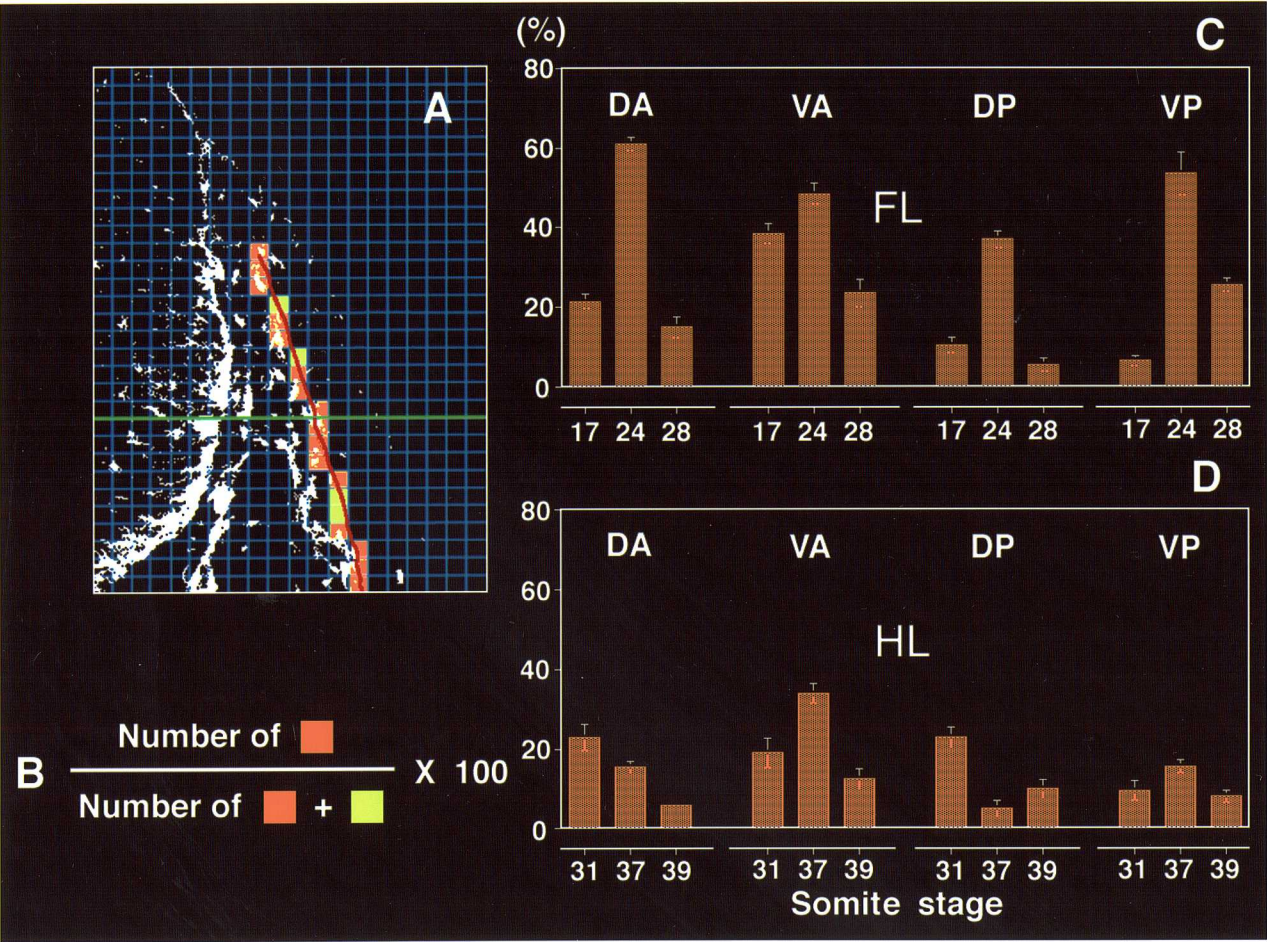 A
B
Number of
Number of +
X 100
(%)
C
80
60
40
20
0
DA VA DP VP
FL
17 24 28 17 24 28 17 24 28 17 24 28
D
80
60
40
20
0
DA VA DP VP
HL
31 37 39 31 37 39 31 37 39 31 37 39
Somite stage